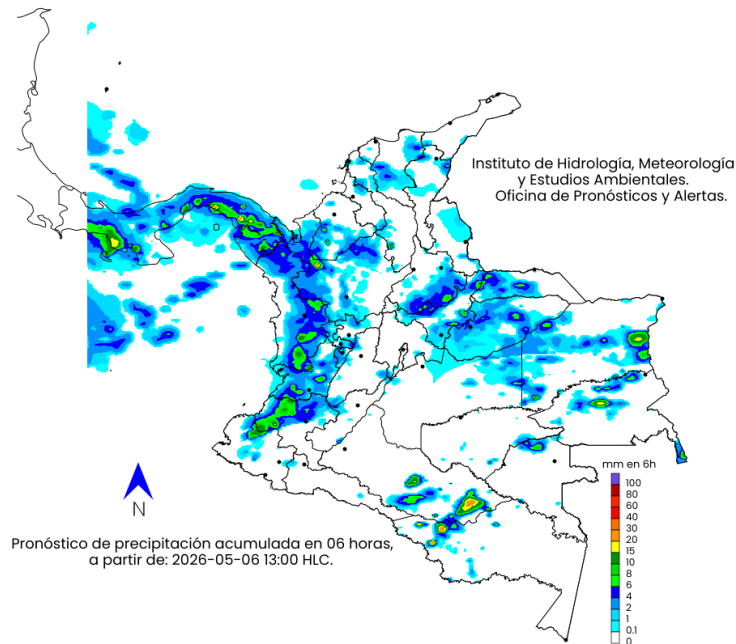 Instituto de Hidrología, Meteorología
y Estudios Ambientales.
Oficina de Pronósticos y Alertas.
N
Pronóstico de precipitación acumulada en 06 horas,
a partir de: 2026-05-06 13:00 HLC.
mm en 6h
100
80
60
40
30
20
15
10
8
6
4
2
1
0.1
0